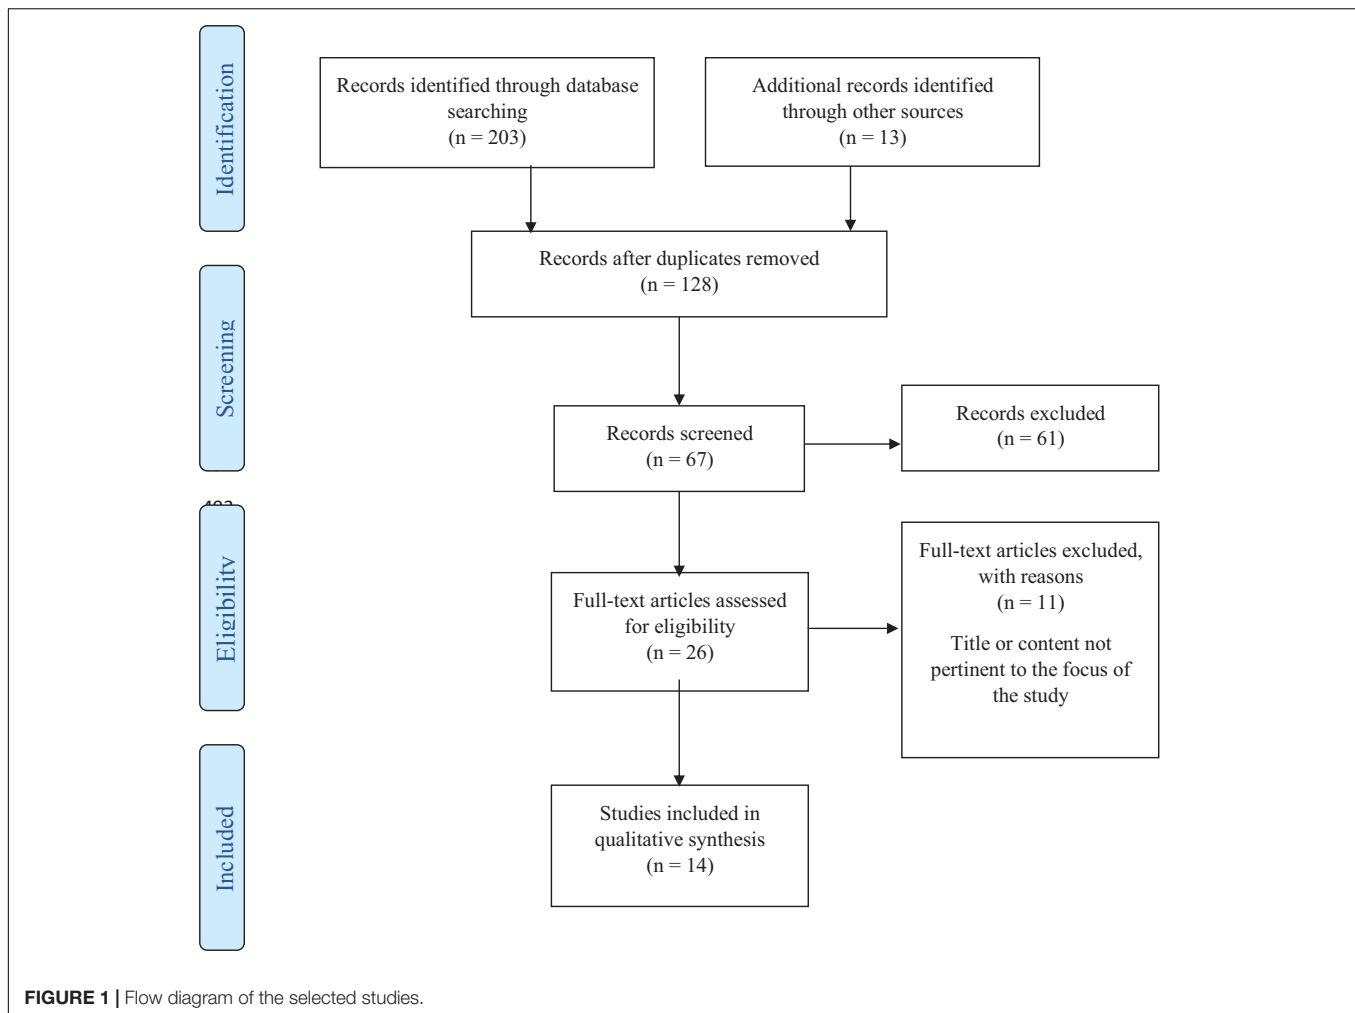 Identification
Records identified through database
searching
(n = 203)
Additional records identified
through other sources
(n = 13)
Records after duplicates removed
(n = 128)
Screening
Records screened
(n = 67)
Records excluded
(n = 61)
Eligibility
Full-text articles assessed
for eligibility
(n = 26)
Full-text articles excluded,
with reasons
(n = 11)
Title or content not
pertinent to the focus of
the study
Included
Studies included in
qualitative synthesis
(n = 14)
FIGURE 1 | Flow diagram of the selected studies.